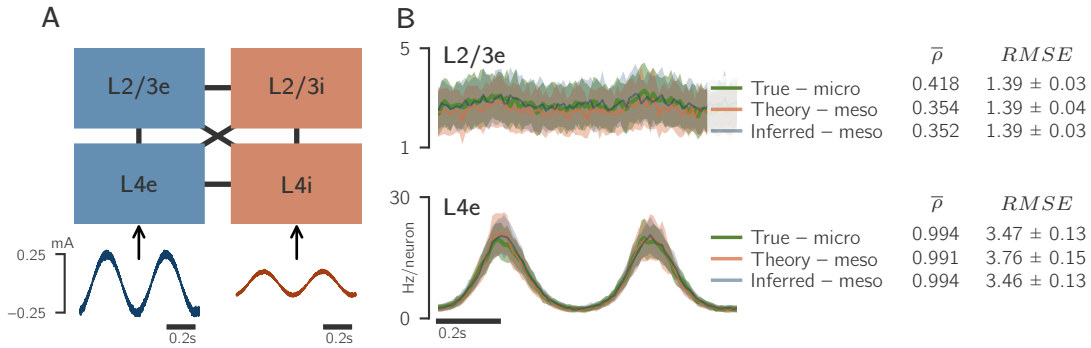 A
L2/3e
L2/3i
L4e
L4i
mA
0.25
−0.25
0.2s
0.2s
B
5
L2/3e
1
ρ̅ RMSE
True − micro 0.418 1.39 ± 0.03
Theory − meso 0.354 1.39 ± 0.04
Inferred − meso 0.352 1.39 ± 0.03
30
L4e
Hz/neuron
0
0.2s
ρ̅ RMSE
True − micro 0.994 3.47 ± 0.13
Theory − meso 0.991 3.76 ± 0.15
Inferred − meso 0.994 3.46 ± 0.13